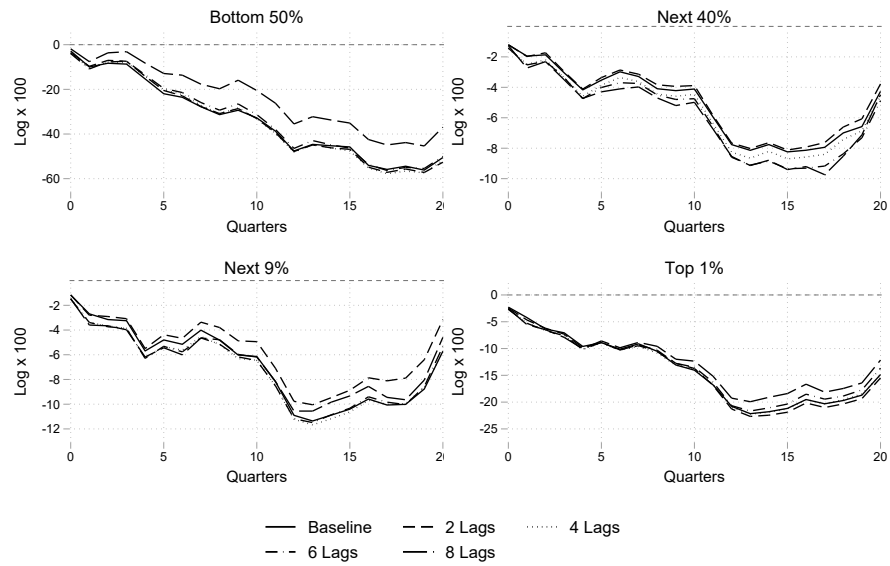 Bottom 50%
Log x 100
0
-20
-40
-60
0 5 10 15 20
Quarters
Next 40%
Log x 100
-2
-4
-6
-8
-10
0 5 10 15 20
Quarters
Next 9%
Log x 100
-2
-4
-6
-8
-10
-12
0 5 10 15 20
Quarters
Top 1%
Log x 100
0
-5
-10
-15
-20
-25
0 5 10 15 20
Quarters
Baseline 2 Lags 4 Lags
6 Lags 8 Lags